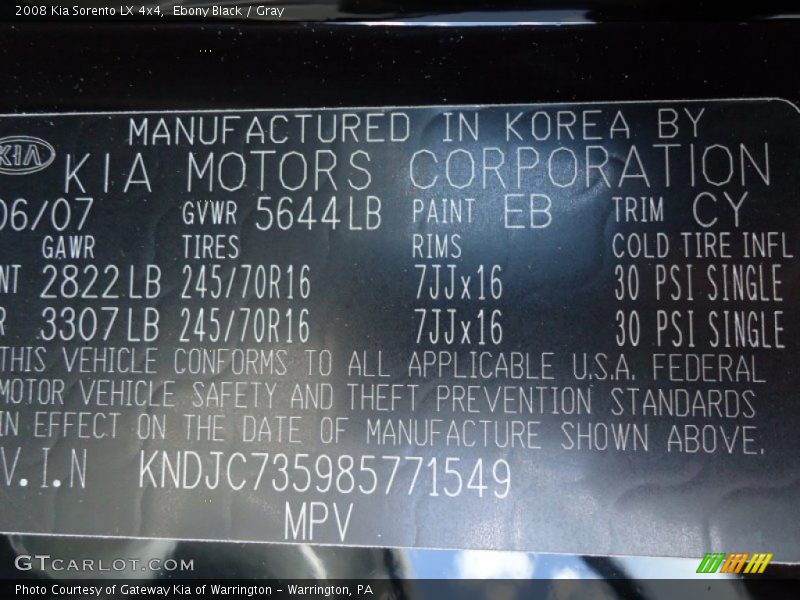 2008 Kia Sorento LX 4x4, Ebony Black / Gray
MANUFACTURED IN KOREA BY
KIA KIA MOTORS CORPORATION
06/07 GVWR 5644LB PAINT EB TRIM CY
GAWR TIRES RIMS COLD TIRE INFL
NT 2822LB 245/70R16 7JJx16 30 PSI SINGLE
R 3307LB 245/70R16 7JJx16 30 PSI SINGLE
THIS VEHICLE CONFORMS TO ALL APPLICABLE U.S.A. FEDERAL
MOTOR VEHICLE SAFETY AND THEFT PREVENTION STANDARDS
IN EFFECT ON THE DATE OF MANUFACTURE SHOWN ABOVE.
V.I.N KNDJC735985771549
MPV
GTCARLOT.COM
Photo Courtesy of Gateway Kia of Warrington - Warrington, PA